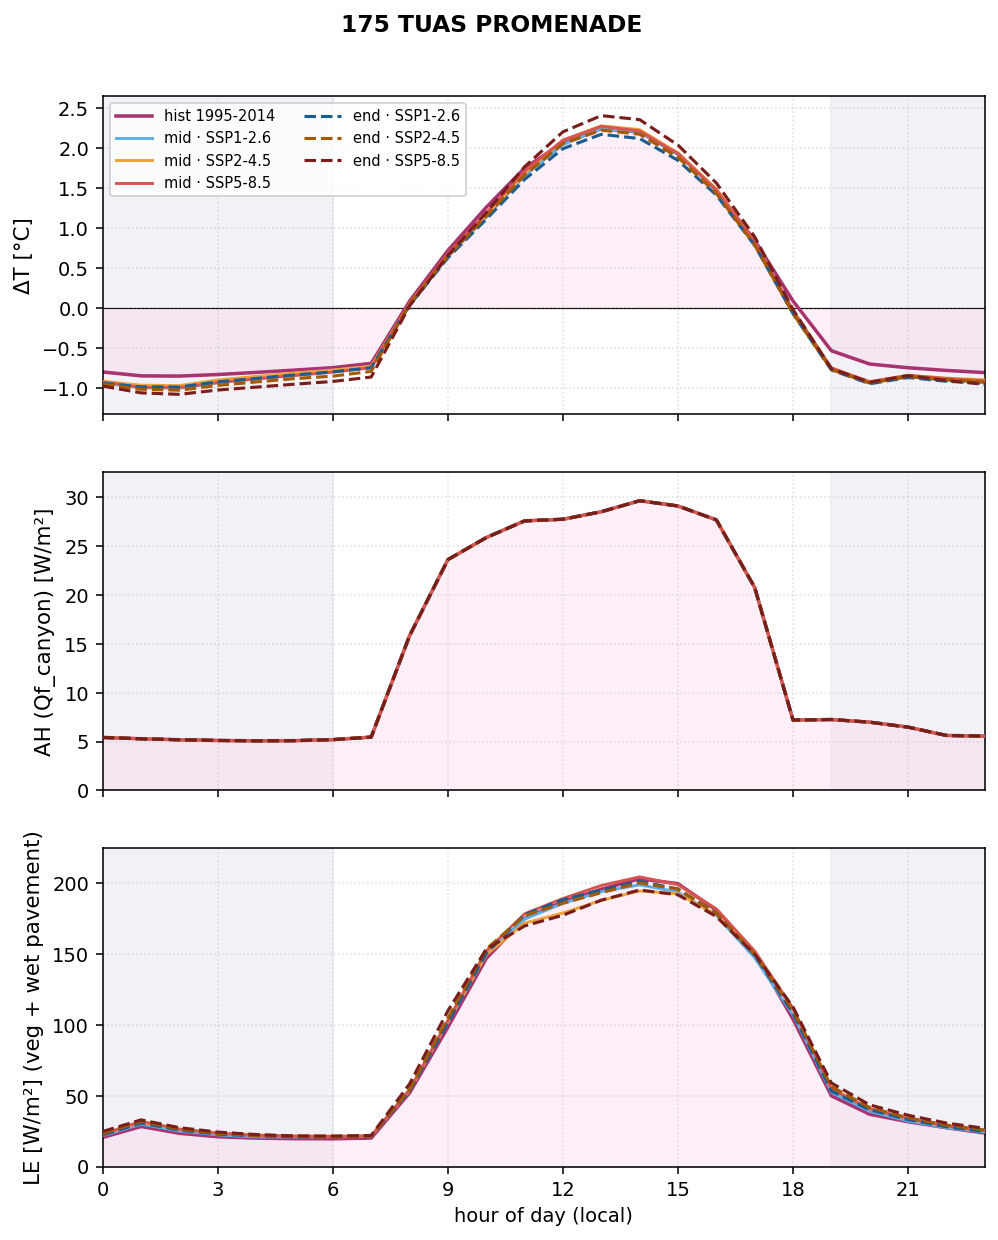 175 TUAS PROMENADE
hist 1995-2014
mid · SSP1-2.6
mid · SSP2-4.5
mid · SSP5-8.5
end · SSP1-2.6
end · SSP2-4.5
end · SSP5-8.5
ΔT [°C]
2.5
2.0
1.5
1.0
0.5
0.0
−0.5
−1.0
AH (Qf_canyon) [W/m²]
30
25
20
15
10
5
0
LE [W/m²] (veg + wet pavement)
200
150
100
50
0
0 3 6 9 12 15 18 21
hour of day (local)